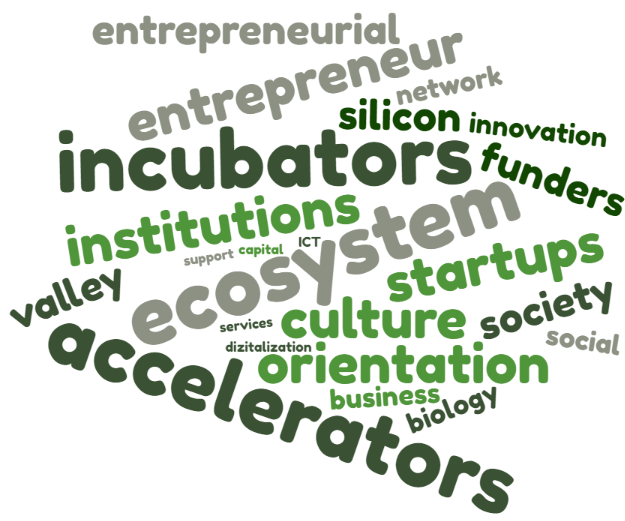 entrepreneurial
entrepreneur
network
silicon
innovation
incubators
funders
institutions
ecosystem
support
capital
ICT
startups
valley
services
culture
society
dizitalization
social
accelerators
orientation
business
biology